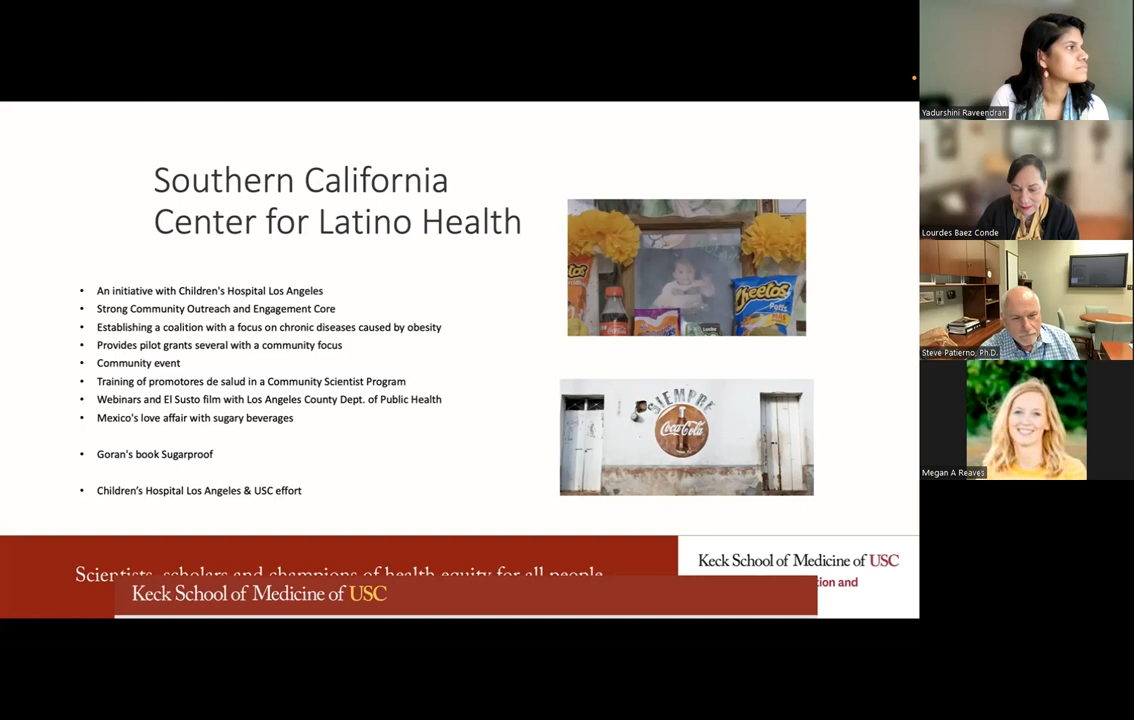 Southern California
Center for Latino Health
• An initiative with Children's Hospital Los Angeles
• Strong Community Outreach and Engagement Core
• Establishing a coalition with a focus on chronic diseases caused by obesity
• Provides pilot grants several with a community focus
• Community event
• Training of promotores de salud in a Community Scientist Program
• Webinars and El Susto film with Los Angeles County Dept. of Public Health
• Mexico's love affair with sugary beverages
• Goran's book Sugarproof
• Children's Hospital Los Angeles & USC effort
Cheetos
SIEMPRE
Coca-Cola
Scientists, scholars and champions of health equity for all people
Keck School of Medicine of USC
Keck School of Medicine of USC
and
Yadurshini Raveendran
Lourdes Baez Conde
Steve Patierno, Ph.D.
Megan A Reaves